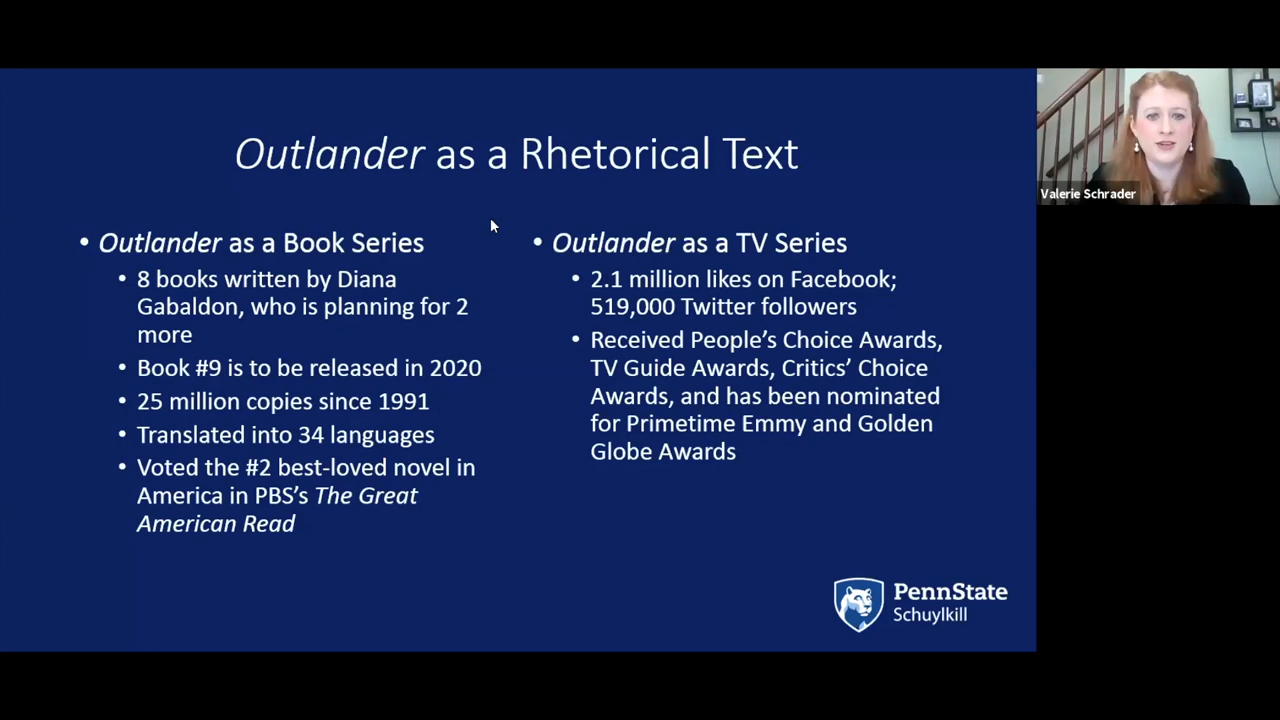 Outlander as a Rhetorical Text
• Outlander as a Book Series
• 8 books written by Diana
Gabaldon, who is planning for 2
more
• Book #9 is to be released in 2020
• 25 million copies since 1991
• Translated into 34 languages
• Voted the #2 best-loved novel in
America in PBS’s The Great
American Read
• Outlander as a TV Series
• 2.1 million likes on Facebook;
519,000 Twitter followers
• Received People’s Choice Awards,
TV Guide Awards, Critics’ Choice
Awards, and has been nominated
for Primetime Emmy and Golden
Globe Awards
PennState
Schuylkill
Valerie Schrader